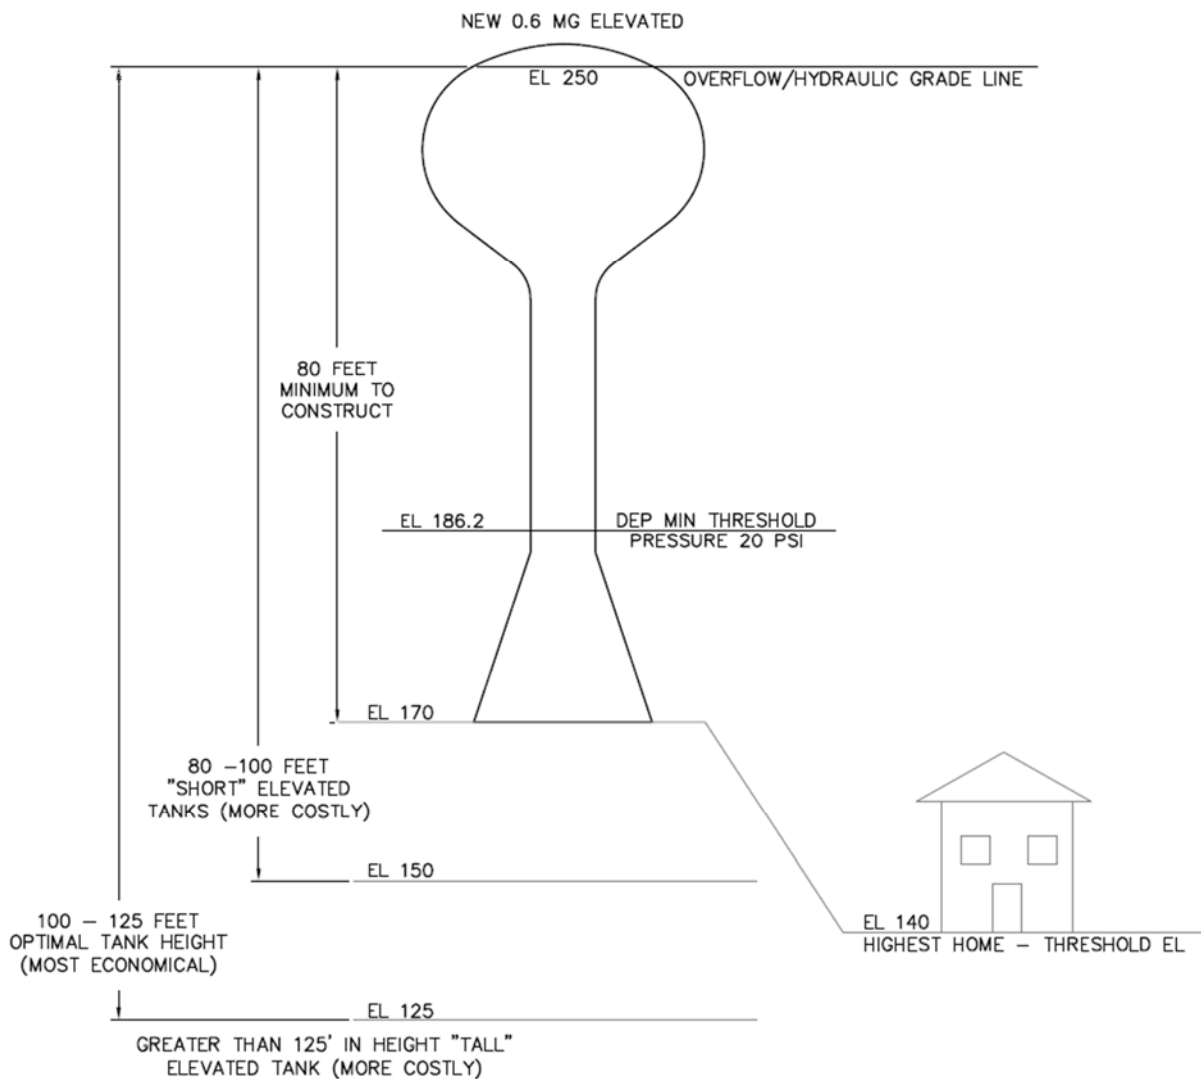 NEW 0.6 MG ELEVATED
EL 250
OVERFLOW/HYDRAULIC GRADE LINE
80 FEET
MINIMUM TO
CONSTRUCT
EL 186.2
DEP MIN THRESHOLD
PRESSURE 20 PSI
EL 170
80 -100 FEET
"SHORT" ELEVATED
TANKS (MORE COSTLY)
EL 150
100 - 125 FEET
OPTIMAL TANK HEIGHT
(MOST ECONOMICAL)
EL 140
HIGHEST HOME - THRESHOLD EL
EL 125
GREATER THAN 125' IN HEIGHT "TALL"
ELEVATED TANK (MORE COSTLY)